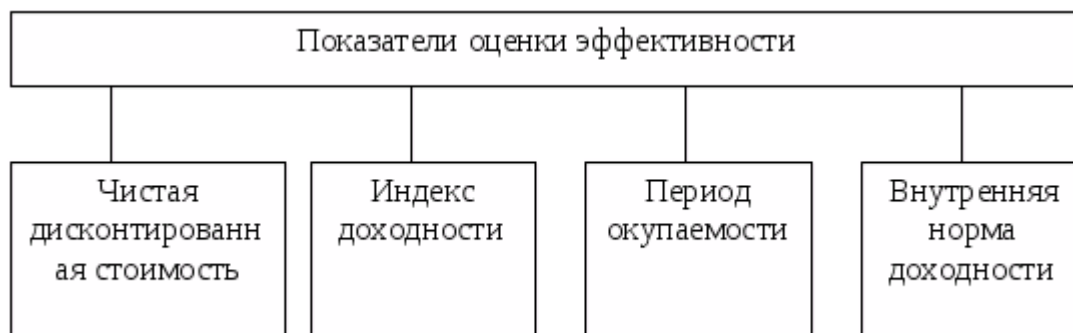 Показатели оценки эффективности
Чистая
дисконтированн
ая стоимость
Индекс
доходности
Период
окупаемости
Внутренняя
норма
доходности